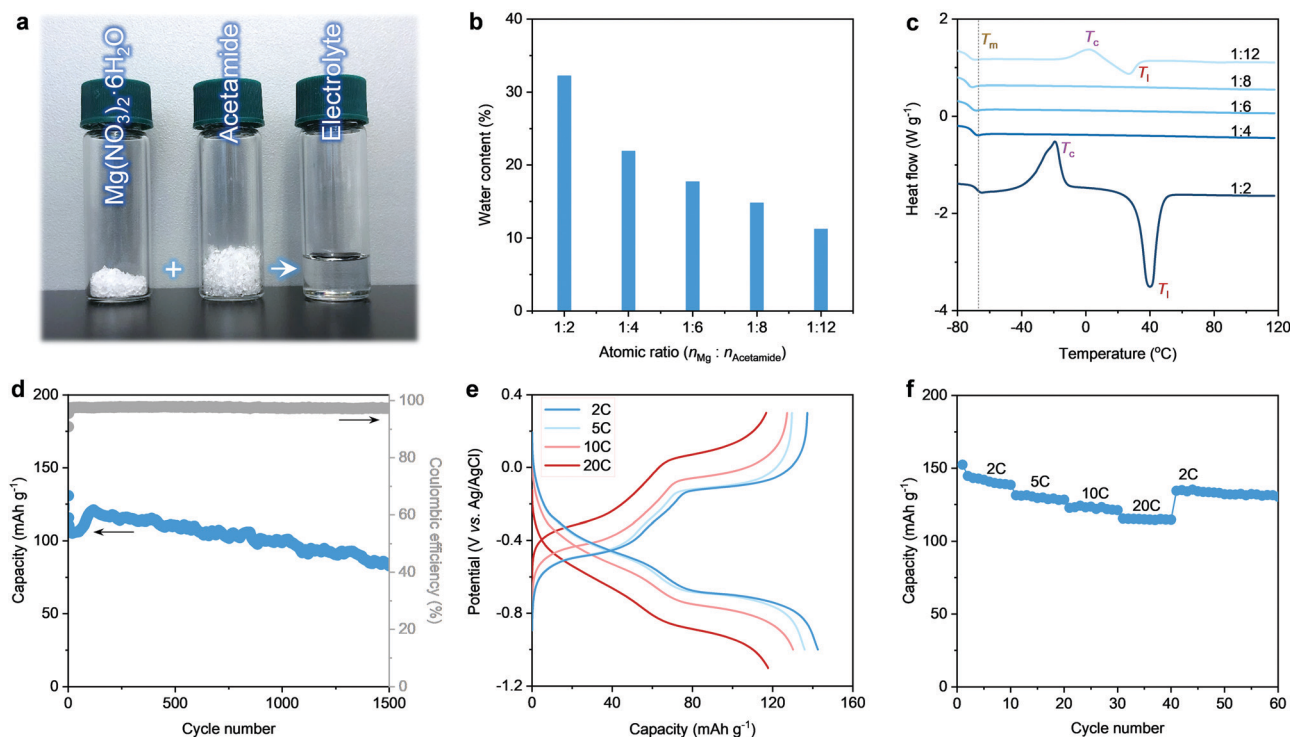 a
Mg(NO₃)₂·6H₂O
Acetamide
Electrolyte
+
b
40
30
20
10
0
Water content (%)
1:2
1:4
1:6
1:8
1:12
Atomic ratio (nMg : nAcetamide)
c
2
0
-2
-4
Heat flow (W g⁻¹)
Tm
Tc
Tl
1:12
1:8
1:6
1:4
Tc
1:2
Tl
-80
-40
0
40
80
120
Temperature (°C)
d
200
150
100
50
0
Capacity (mAh g⁻¹)
100
80
60
40
20
0
Coulombic efficiency (%)
0
500
1000
1500
Cycle number
e
0.4
0.0
-0.4
-0.8
-1.2
Potential (V vs. Ag/AgCl)
2C
5C
10C
20C
0
40
80
120
160
Capacity (mAh g⁻¹)
f
200
150
100
50
0
Capacity (mAh g⁻¹)
2C
5C
10C
20C
2C
0
10
20
30
40
50
60
Cycle number